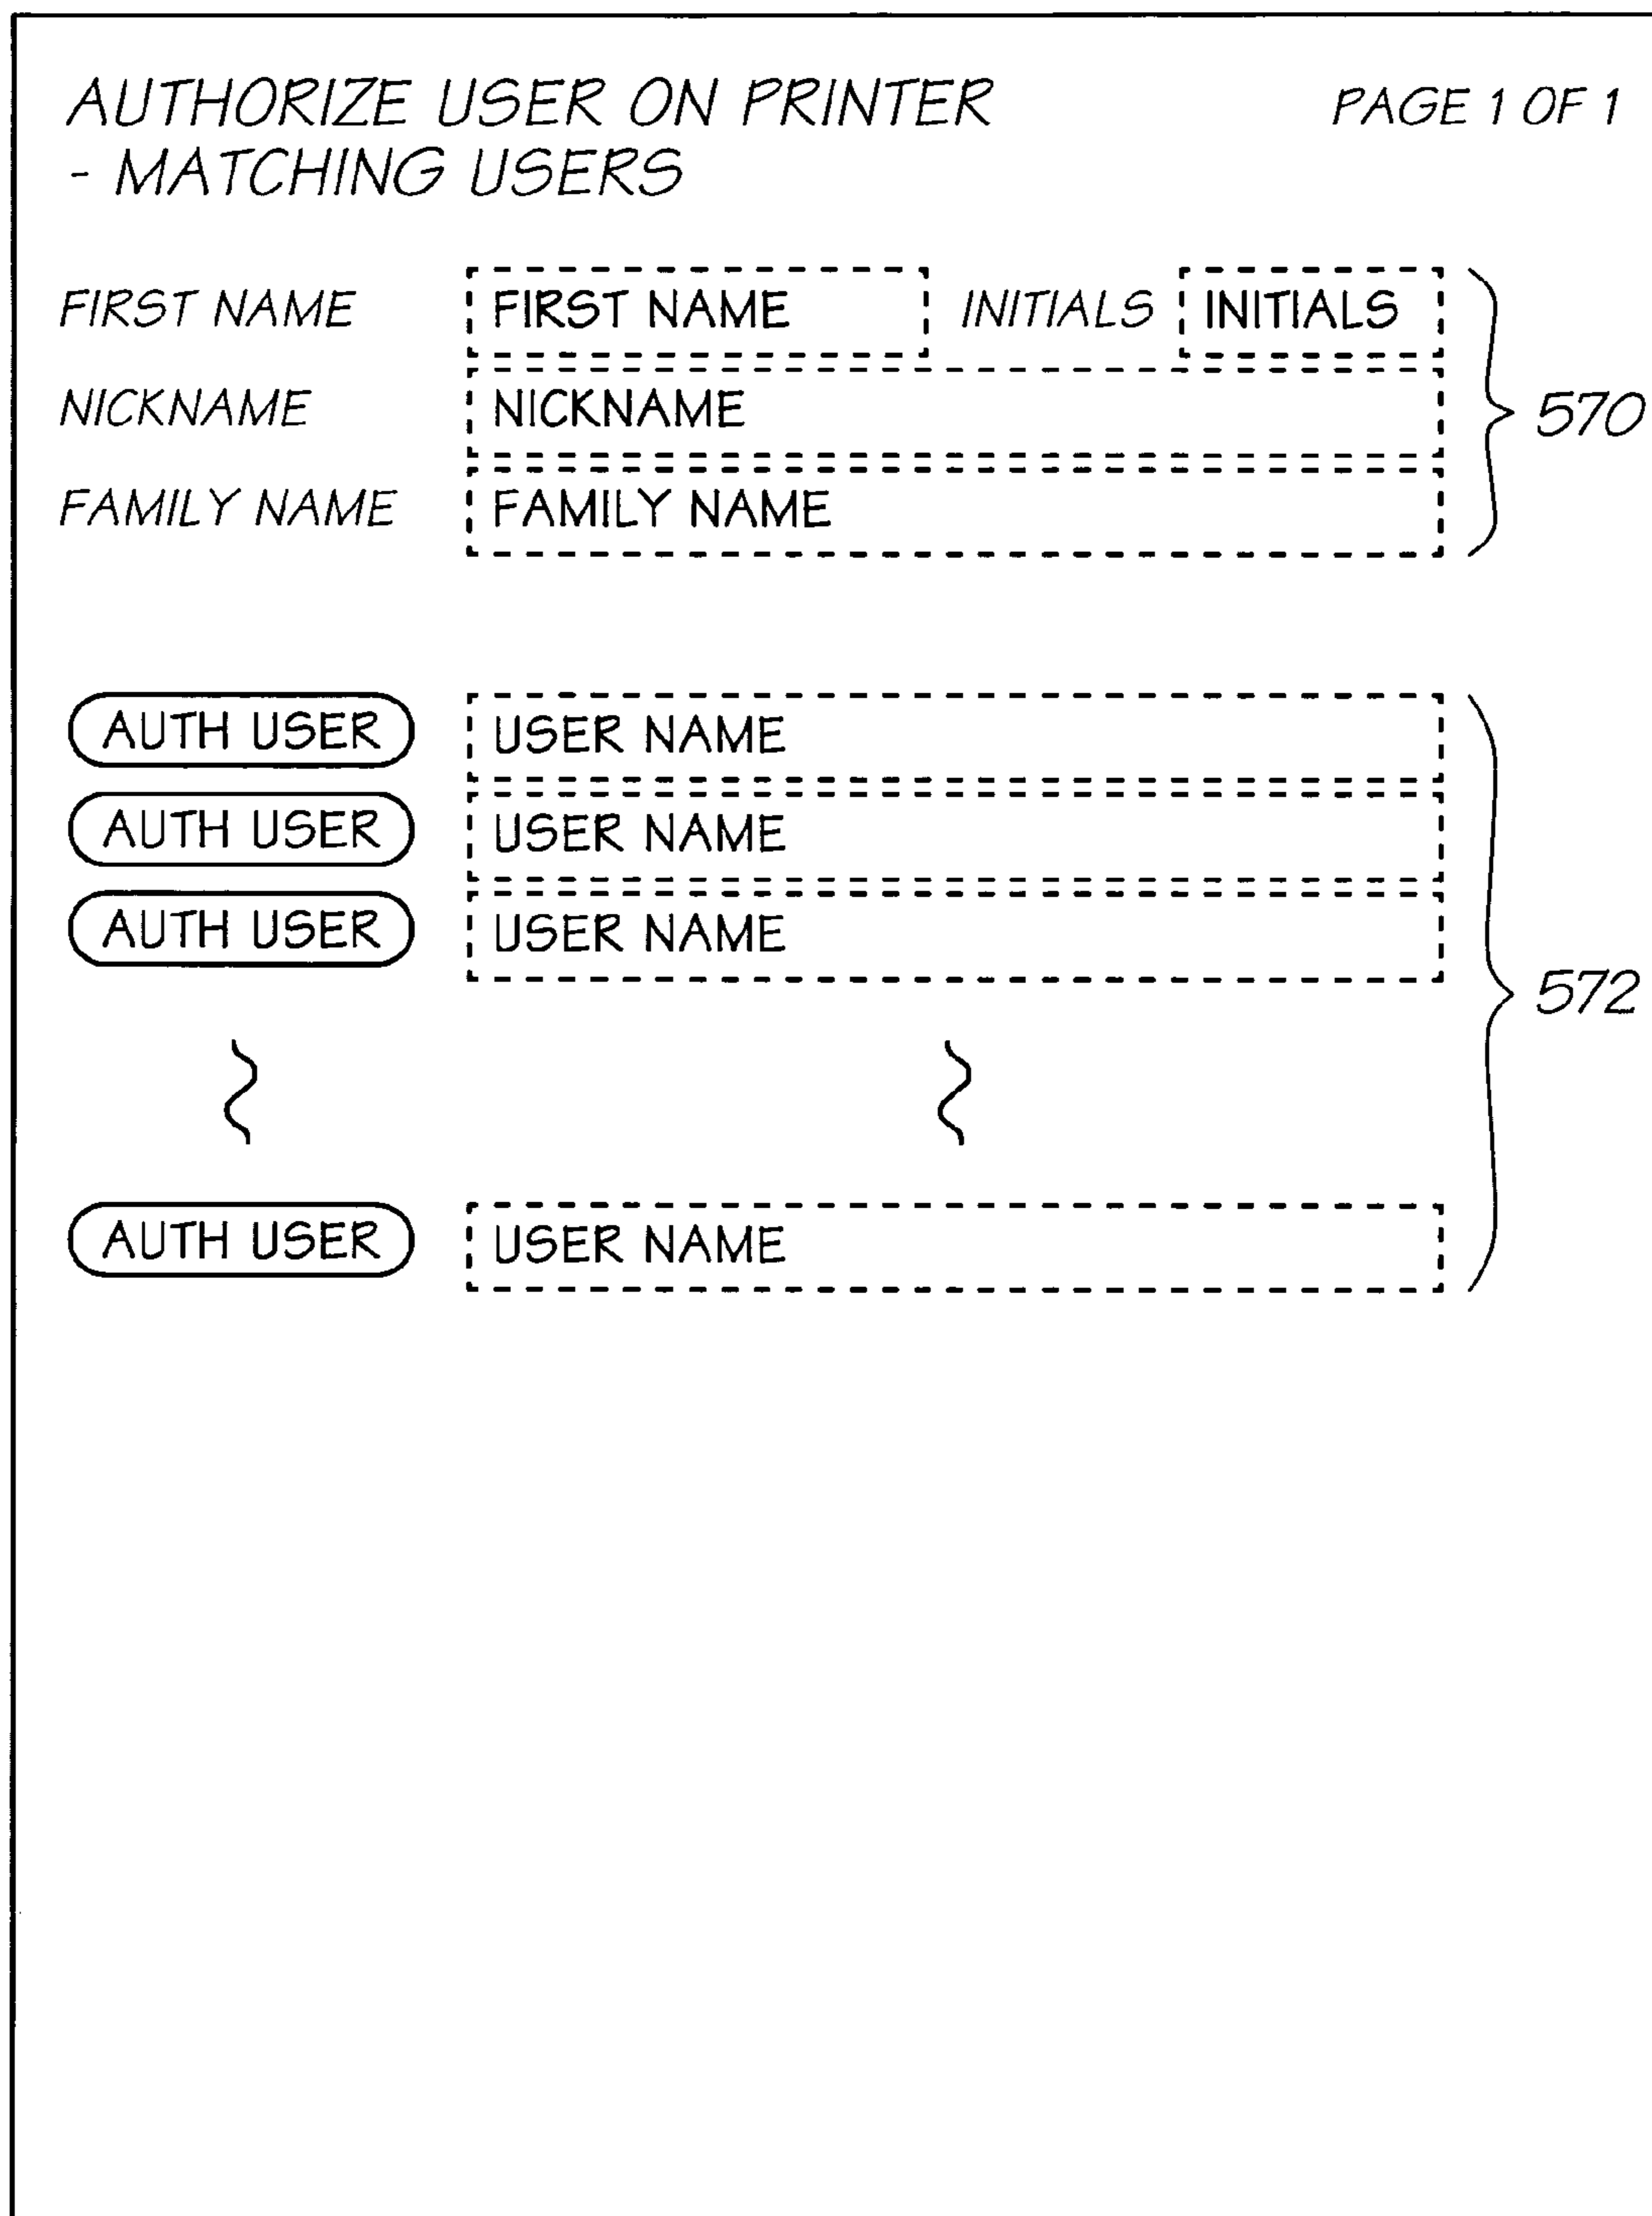 AUTHORIZE USER ON PRINTER PAGE 1 OF 1
- MATCHING USERS
FIRST NAME FIRST NAME INITIALS INITIALS
NICKNAME NICKNAME
570
FAMILY NAME FAMILY NAME
AUTH USER USER NAME
AUTH USER USER NAME
AUTH USER USER NAME
572
AUTH USER USER NAME